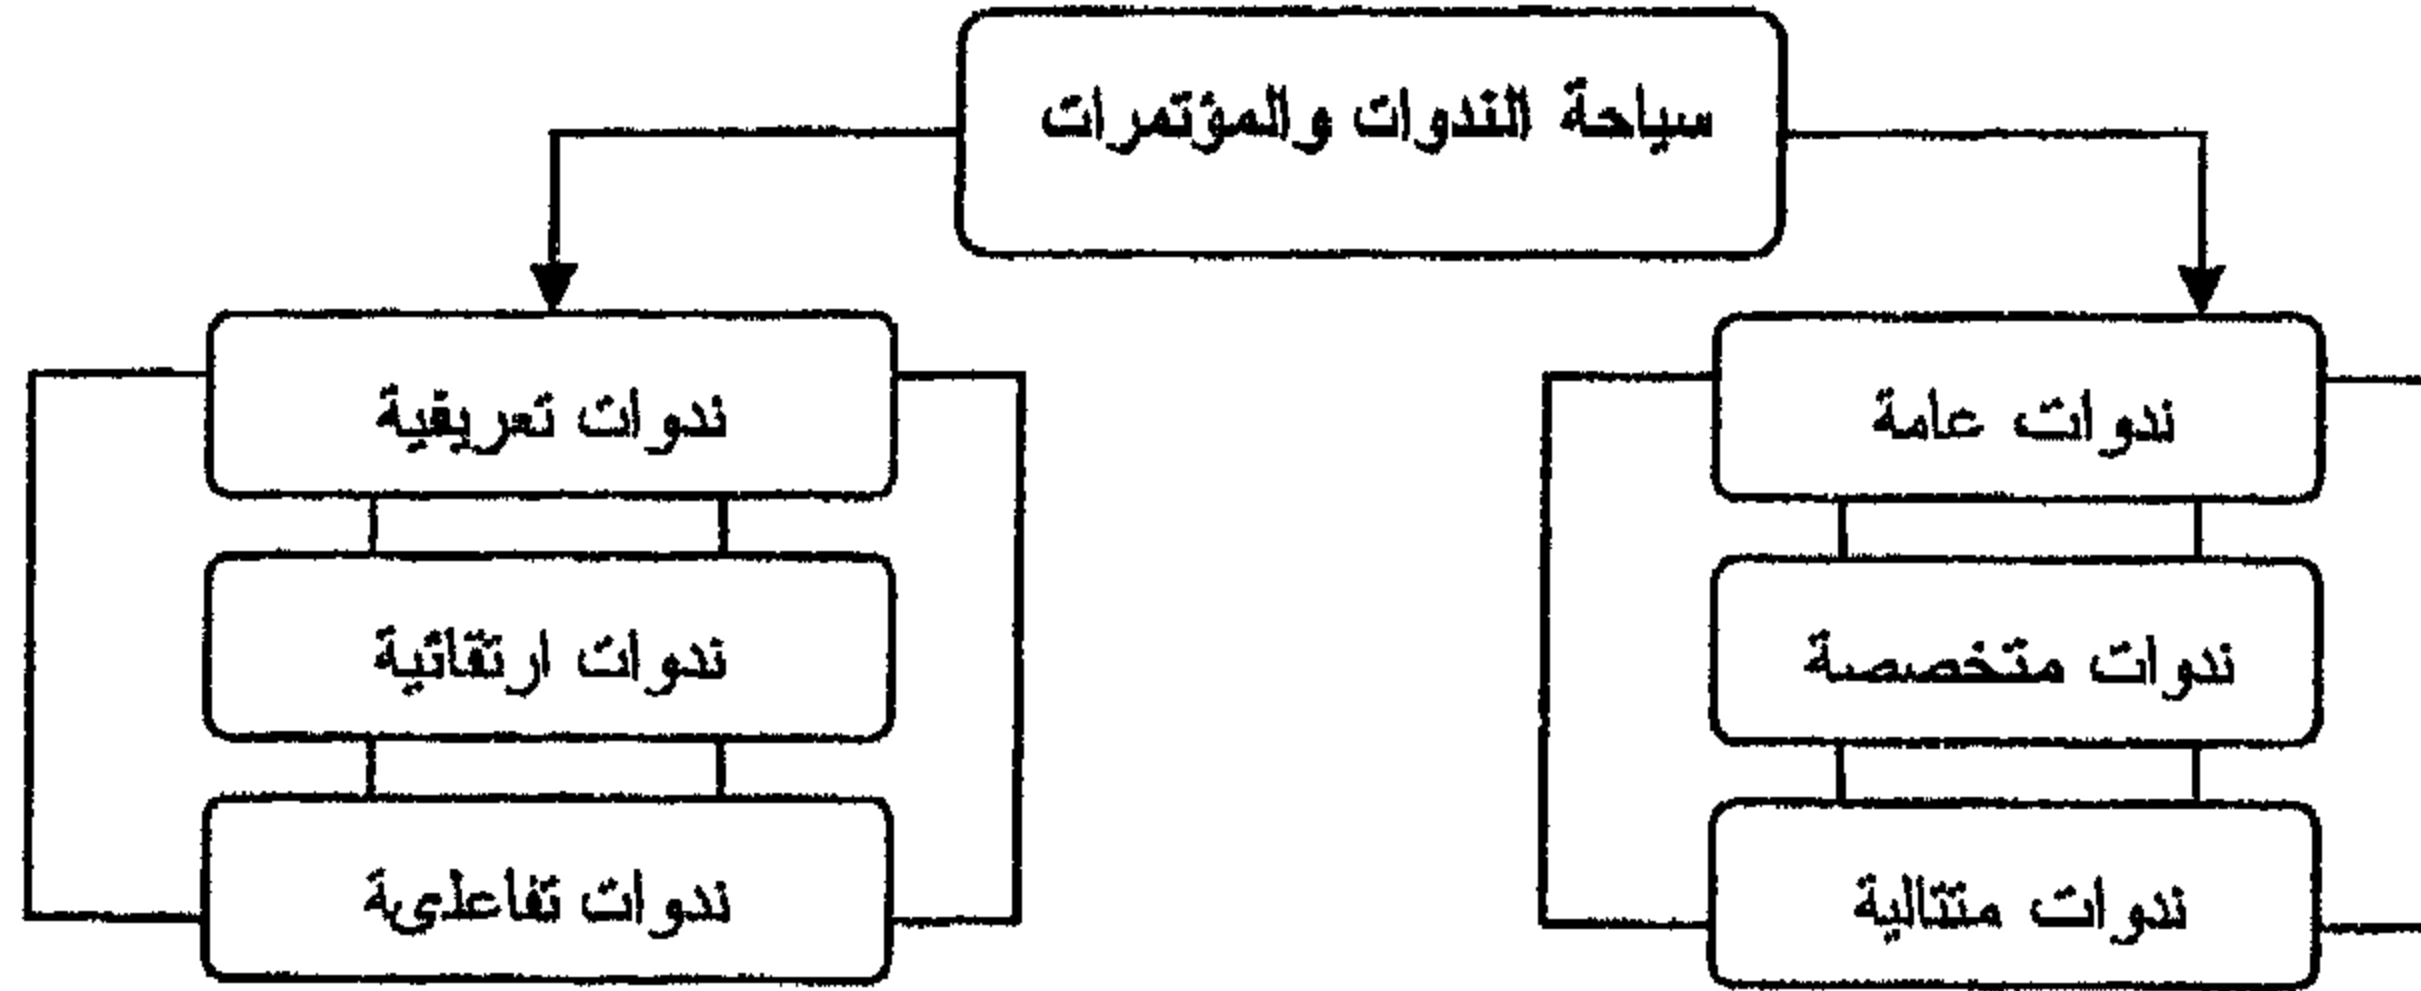 سياحة الندوات والمؤتمرات
ندوات عامة
ندوات تعريفية
ندوات متخصصة
ندوات ارتقائية
ندوات متتالية
ندوات تفاعلية